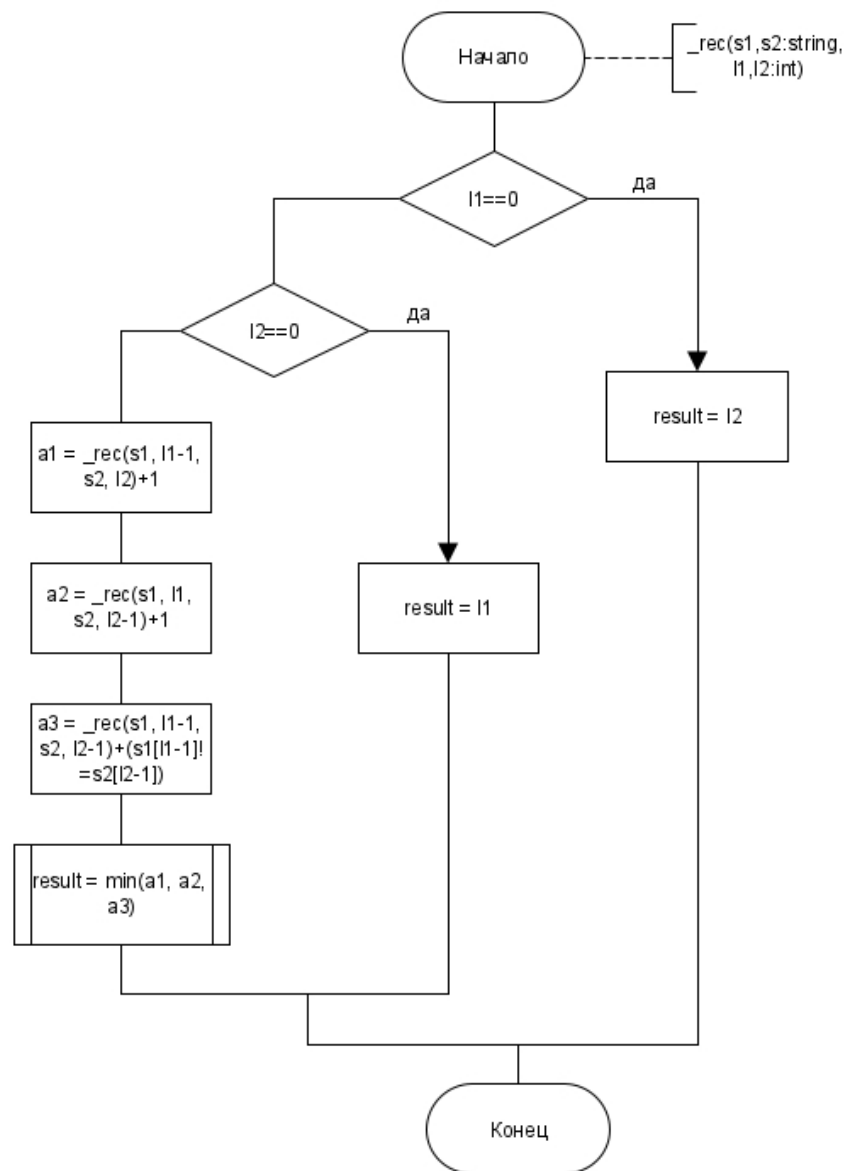 Начало
_rec(s1,s2:string,
l1,l2:int)
l1==0
да
l2==0
да
result = l2
a1 = _rec(s1, l1-1,
s2, l2)+1
a2 = _rec(s1, l1,
s2, l2-1)+1
result = l1
a3 = _rec(s1, l1-1,
s2, l2-1)+(s1[l1-1]!
=s2[l2-1])
result = min(a1, a2,
a3)
Конец